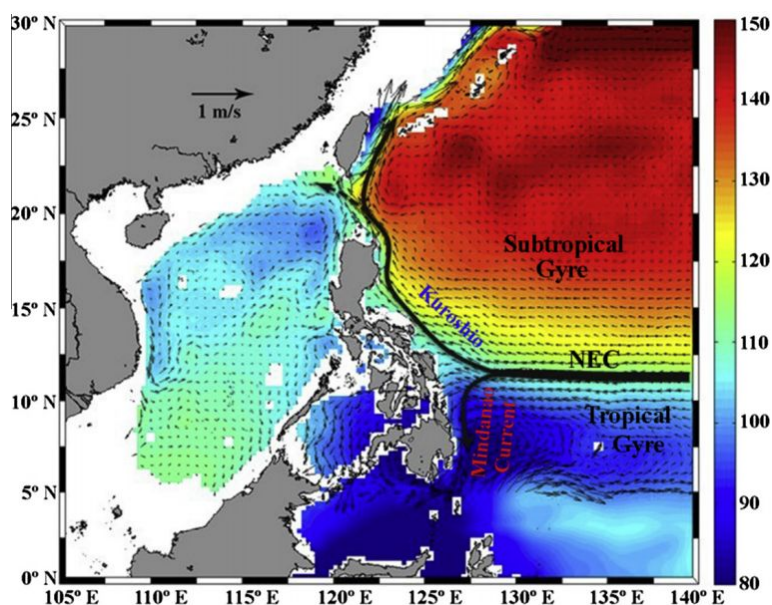 30° N
25° N
20° N
15° N
10° N
5° N
0° N
105° E
110° E
115° E
120° E
125° E
130° E
135° E
140° E
1 m/s
Subtropical
Gyre
Kuroshio
NEC
Tropical
Gyre
Mindanao
Current
150
140
130
120
110
100
90
80